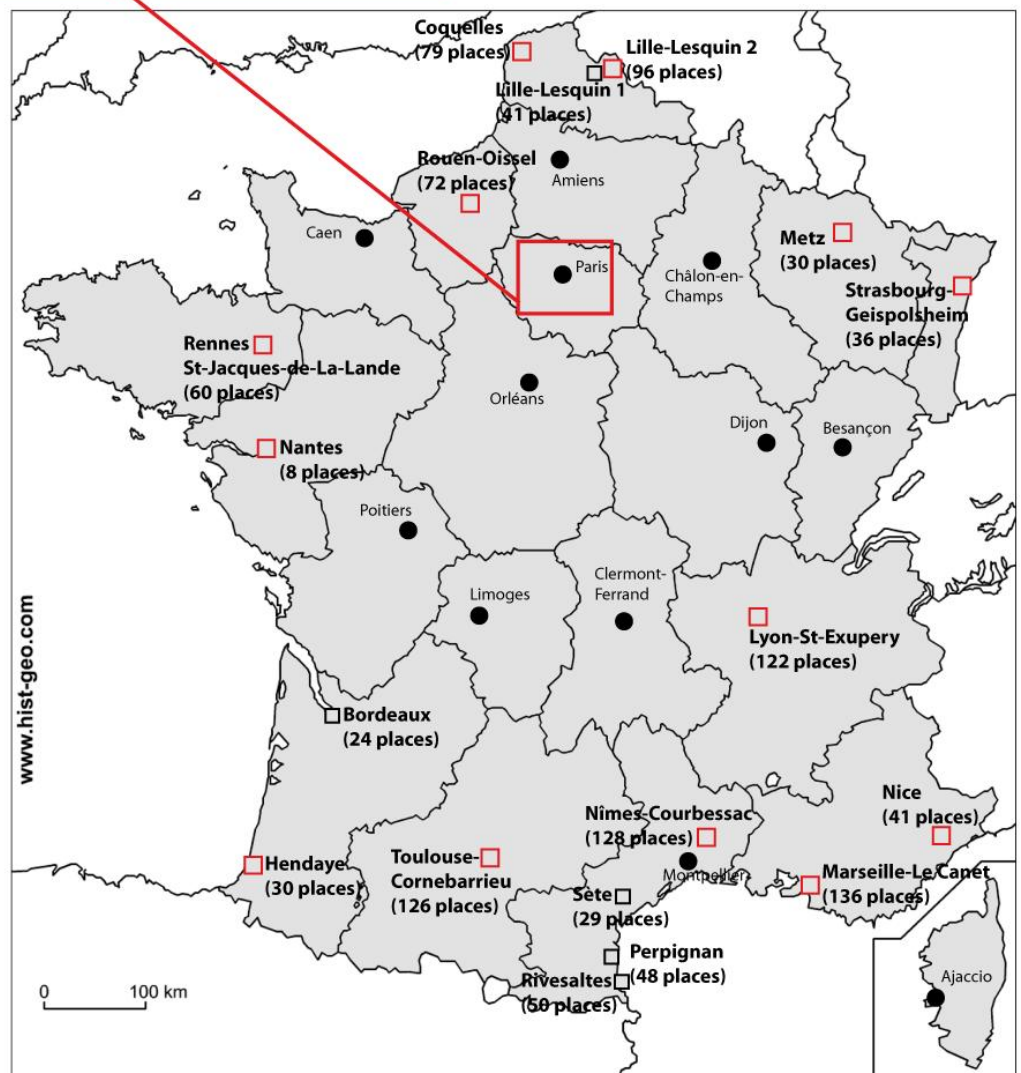 Coquelles
(79 places)
Lille-Lesquin 2
(96 places)
Lille-Lesquin 1
(41 places)
Rouen-Oissel
(72 places)
Amiens
Caen
Paris
Châlon-en-
Champs
Metz
(30 places)
Strasbourg-
Geispolsheim
(36 places)
Rennes
St-Jacques-de-La-Lande
(60 places)
Orléans
Nantes
(8 places)
Dijon
Besançon
Poitiers
Limoges
Clermont-
Ferrand
Lyon-St-Exupery
(122 places)
www.hist-geo.com
Bordeaux
(24 places)
Nice
(41 places)
Nîmes-Courbessac
(128 places)
Montpellier
Hendaye
(30 places)
Toulouse-
Cornebarrieu
(126 places)
Marseille-Le Canet
(136 places)
Sète
(29 places)
Perpignan
(48 places)
Rivesaltes
(50 places)
Ajaccio
0 100 km